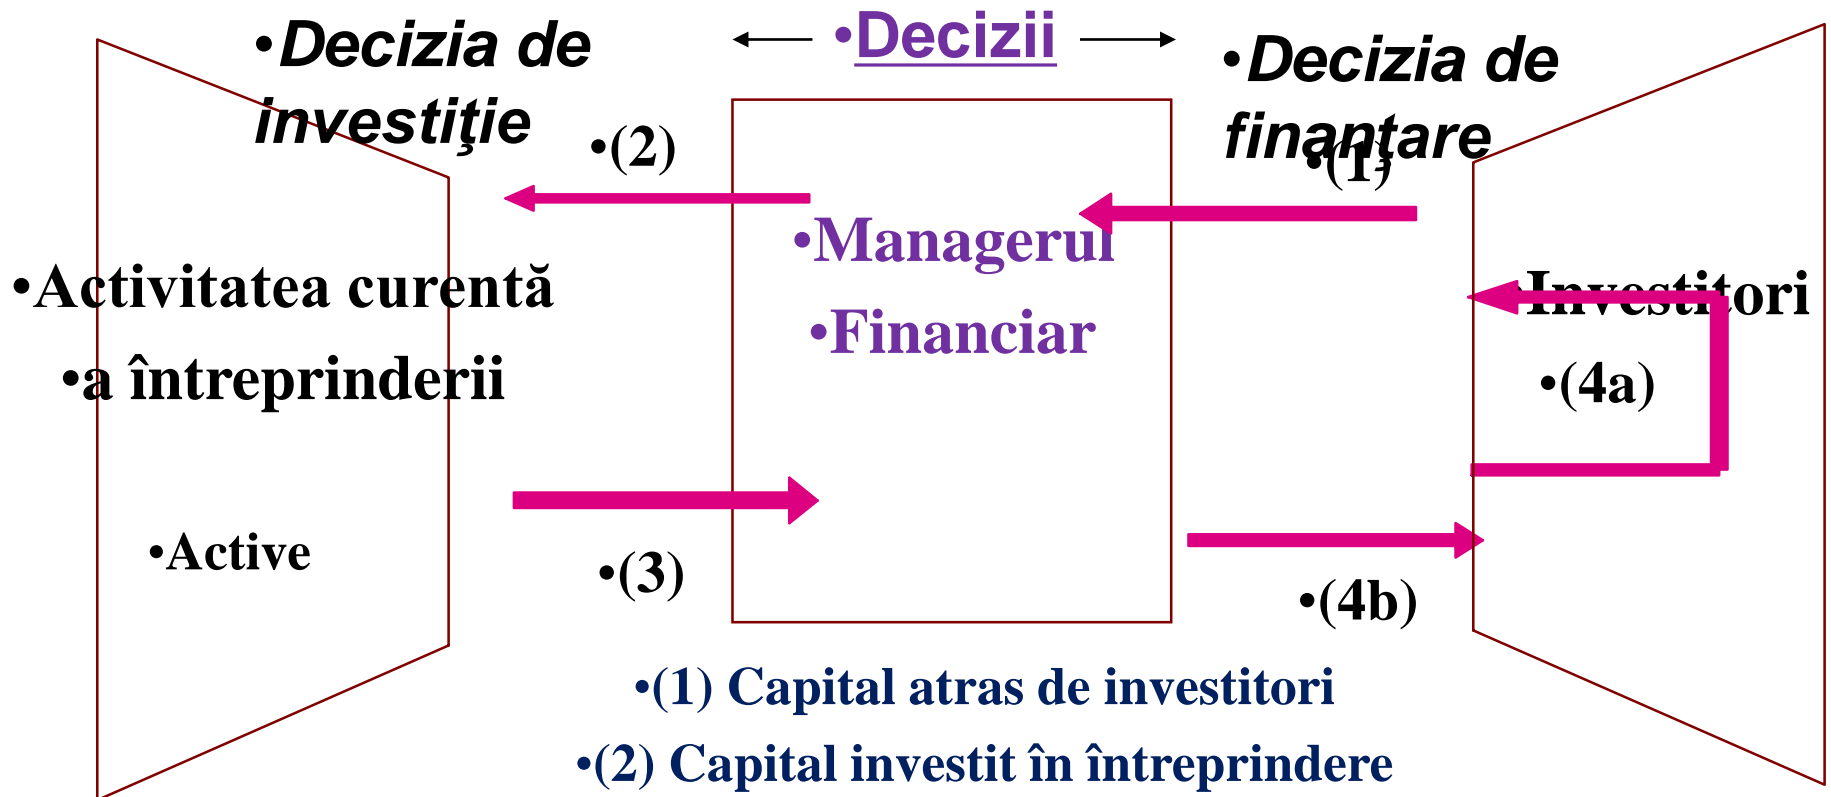 •Decizia de
investiţie
•Decizii
•Decizia de
finanţare
•(2)
•(1)
•Managerul
•Financiar
•Activitatea curentă
•a întreprinderii
•Investitori
•(4a)
•Active
•(3)
•(4b)
•(1) Capital atras de investitori
•(2) Capital investit în întreprindere